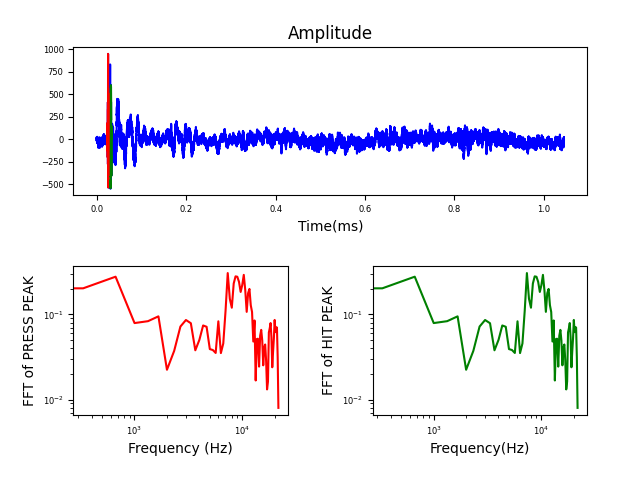 Amplitude
1000
750
500
250
0
−250
−500
0.0 0.2 0.4 0.6 0.8 1.0
Time(ms)
FFT of PRESS PEAK
10⁻¹
10⁻²
10³ 10⁴
Frequency (Hz)
FFT of HIT PEAK
10⁻¹
10⁻²
10³ 10⁴
Frequency(Hz)